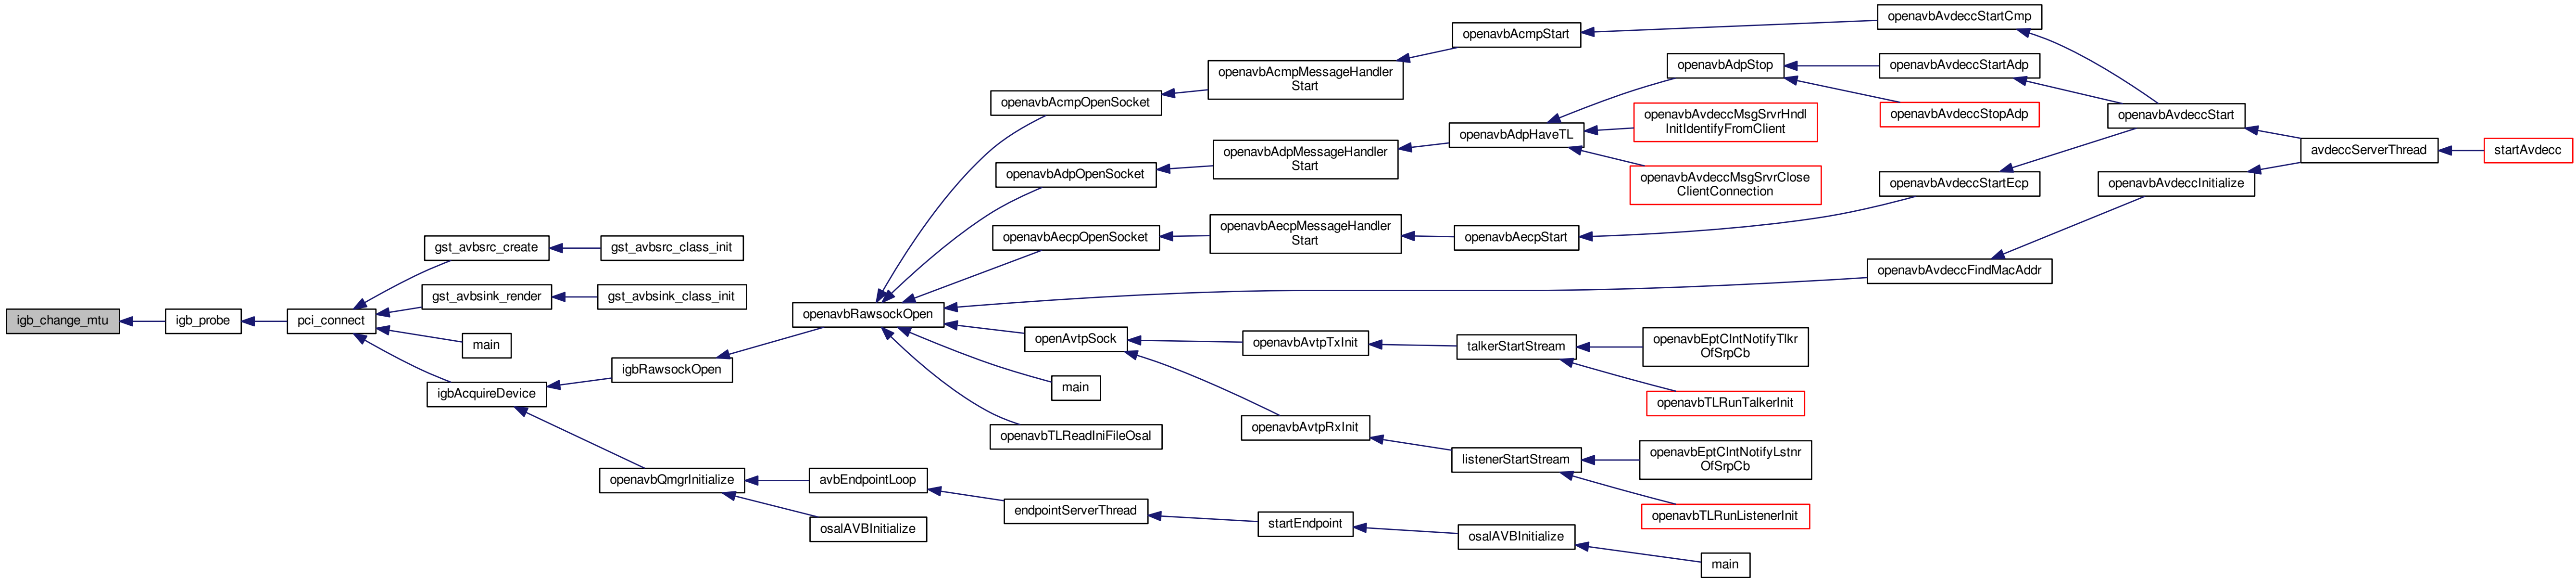 igb_change_mtu
igb_probe
pci_connect
gst_avbsrc_create
gst_avbsrc_class_init
gst_avbsink_render
gst_avbsink_class_init
main
igbAcquireDevice
igbRawsockOpen
openavbRawsockOpen
openavbAcmpOpenSocket
openavbAcmpMessageHandler
Start
openavbAcmpStart
openavbAvdeccStartCmp
openavbAvdeccStart
avdeccServerThread
startAvdecc
openavbAdpOpenSocket
openavbAdpMessageHandler
Start
openavbAdpHaveTL
openavbAdpStop
openavbAvdeccStartAdp
openavbAvdeccStopAdp
openavbAvdeccMsgSrvrHndl
InitIdentifyFromClient
openavbAvdeccMsgSrvrClose
ClientConnection
openavbAecpOpenSocket
openavbAecpMessageHandler
Start
openavbAecpStart
openavbAvdeccStartEcp
openavbAvdeccFindMacAddr
openavbAvdeccInitialize
openAvtpSock
openavbAvtpTxInit
talkerStartStream
openavbEptClntNotifyTlkr
OfSrpCb
openavbTLRunTalkerInit
openavbAvtpRxInit
listenerStartStream
openavbEptClntNotifyLstnr
OfSrpCb
openavbTLRunListenerInit
main
openavbTLReadIniFileOsal
openavbQmgrInitialize
avbEndpointLoop
endpointServerThread
startEndpoint
osalAVBInitialize
main
osalAVBInitialize